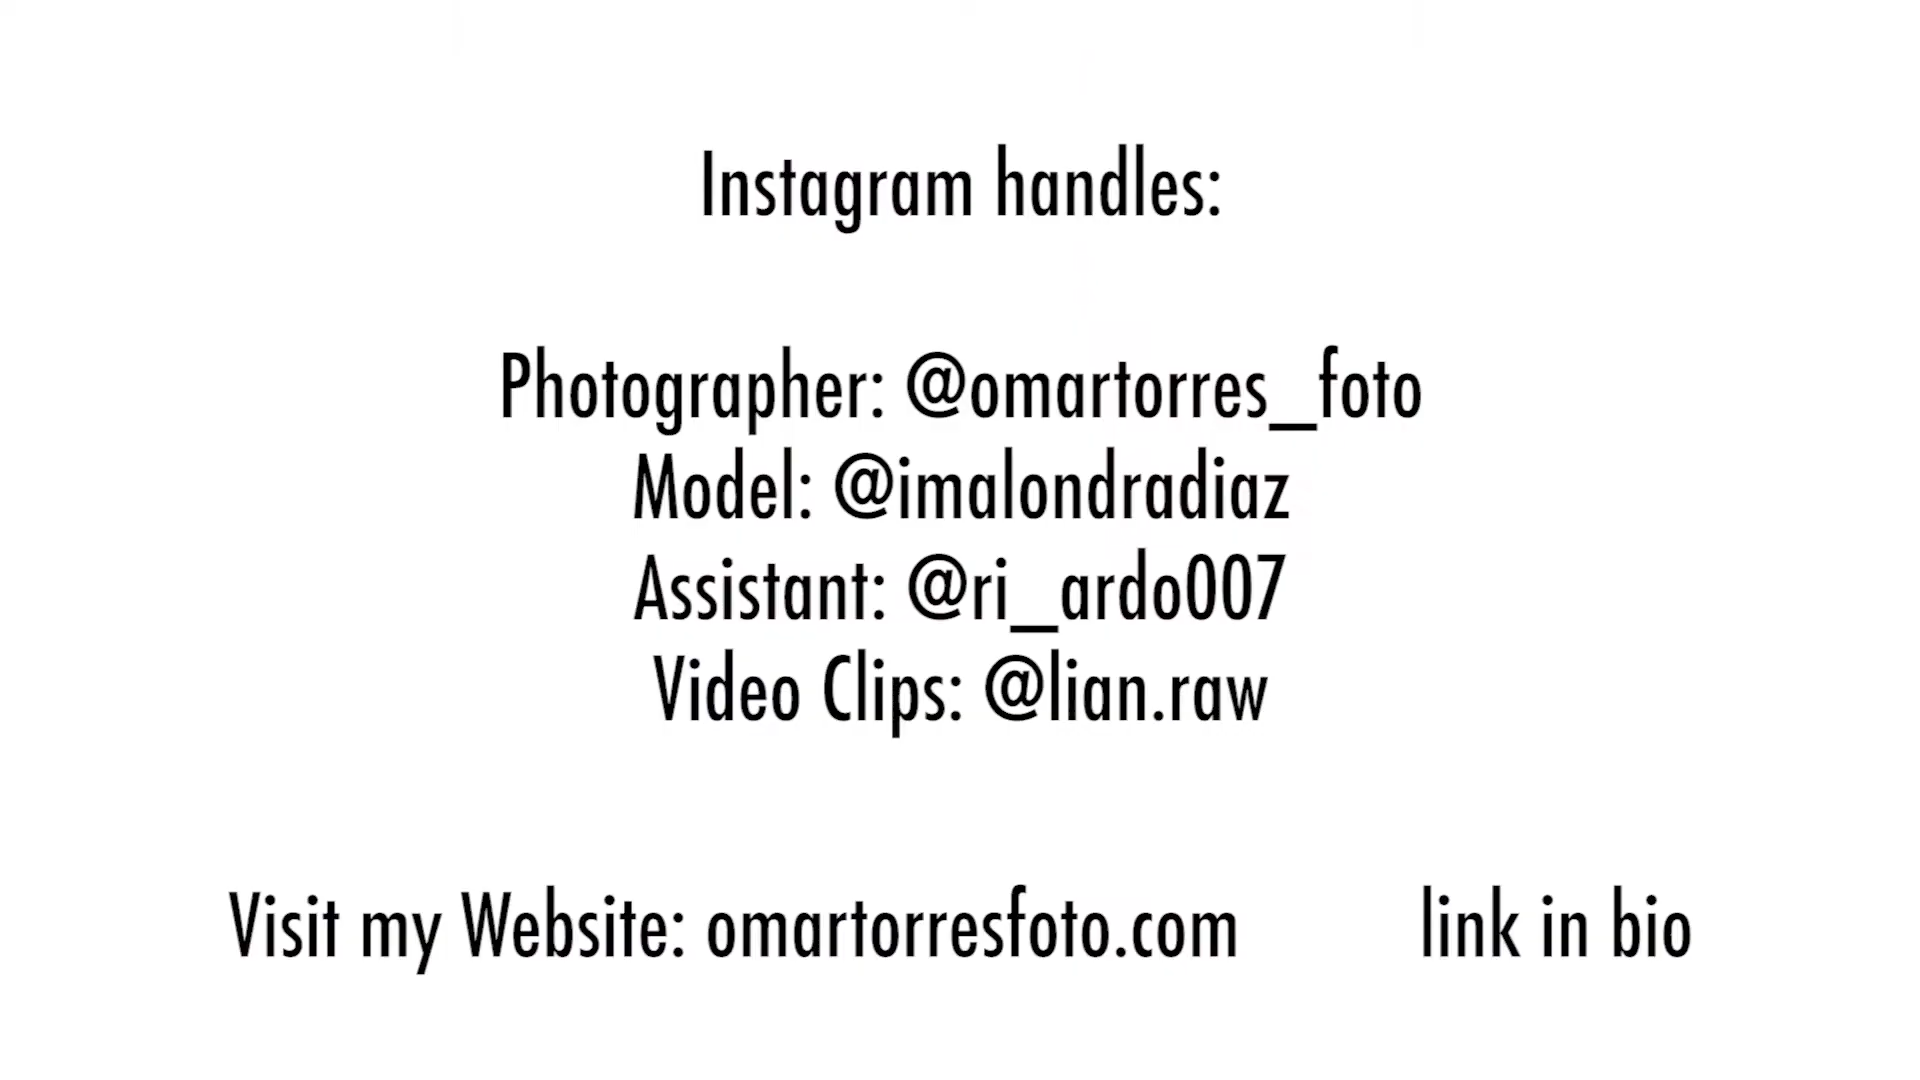 Instagram handles:
Photographer: @omartorres_foto
Model: @imalondradiaz
Assistant: @ri_ardo007
Video Clips: @lian.raw
Visit my Website: omartorresfoto.com link in bio